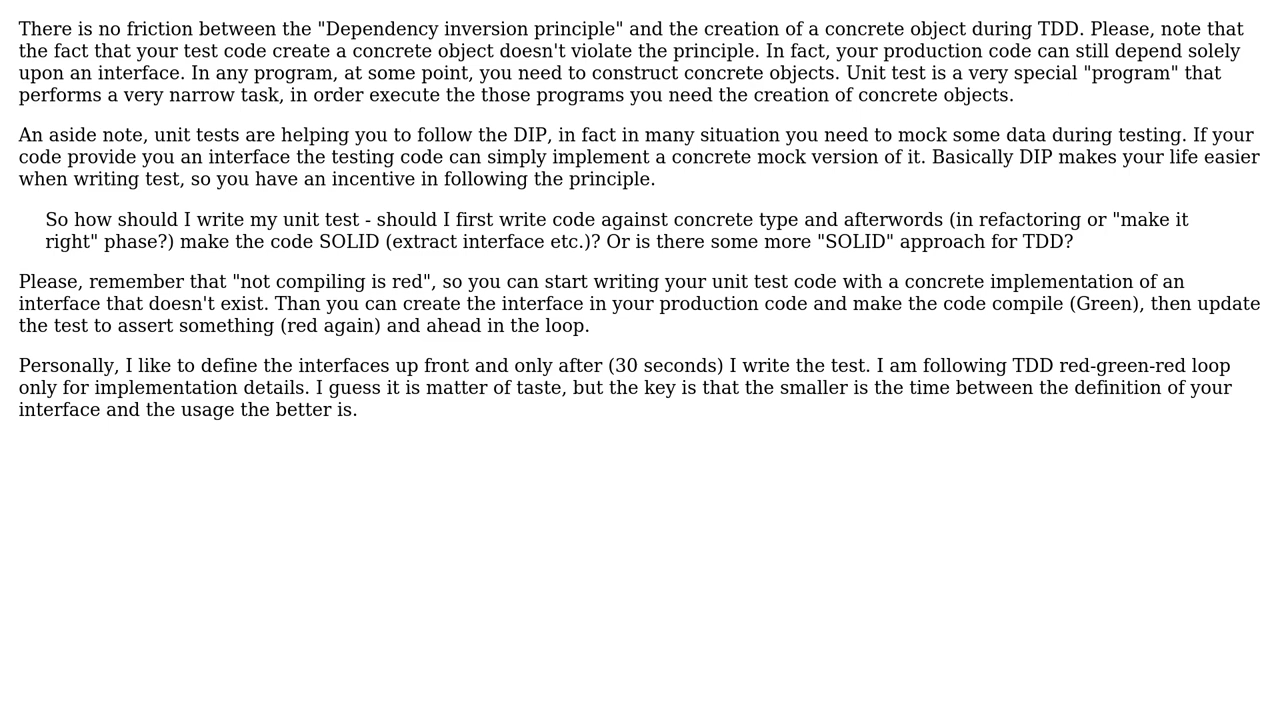 There is no friction between the "Dependency inversion principle" and the creation of a concrete object during TDD. Please, note that
the fact that your test code create a concrete object doesn't violate the principle. In fact, your production code can still depend solely
upon an interface. In any program, at some point, you need to construct concrete objects. Unit test is a very special "program" that
performs a very narrow task, in order execute the those programs you need the creation of concrete objects.
An aside note, unit tests are helping you to follow the DIP, in fact in many situation you need to mock some data during testing. If your
code provide you an interface the testing code can simply implement a concrete mock version of it. Basically DIP makes your life easier
when writing test, so you have an incentive in following the principle.
So how should I write my unit test - should I first write code against concrete type and afterwords (in refactoring or "make it
right" phase?) make the code SOLID (extract interface etc.)? Or is there some more "SOLID" approach for TDD?
Please, remember that "not compiling is red", so you can start writing your unit test code with a concrete implementation of an
interface that doesn't exist. Than you can create the interface in your production code and make the code compile (Green), then update
the test to assert something (red again) and ahead in the loop.
Personally, I like to define the interfaces up front and only after (30 seconds) I write the test. I am following TDD red-green-red loop
only for implementation details. I guess it is matter of taste, but the key is that the smaller is the time between the definition of your
interface and the usage the better is.